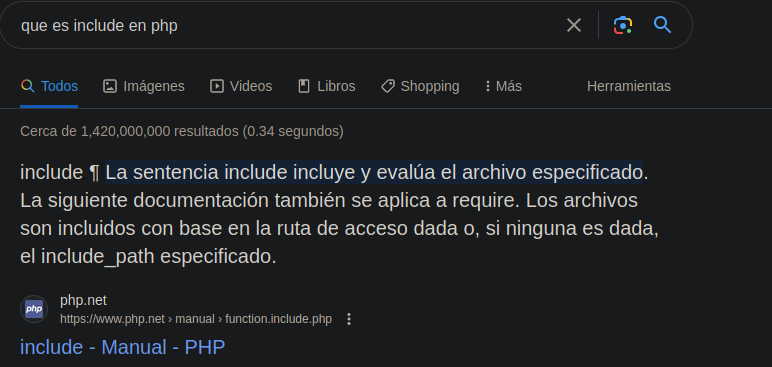 que es include en php
Todos Imágenes Videos Libros Shopping Más Herramientas
Cerca de 1,420,000,000 resultados (0.34 segundos)
include ¶ La sentencia include incluye y evalúa el archivo especificado.
La siguiente documentación también se aplica a require. Los archivos
son incluidos con base en la ruta de acceso dada o, si ninguna es dada,
el include_path especificado.
php
php.net
https://www.php.net › manual › function.include.php
include - Manual - PHP